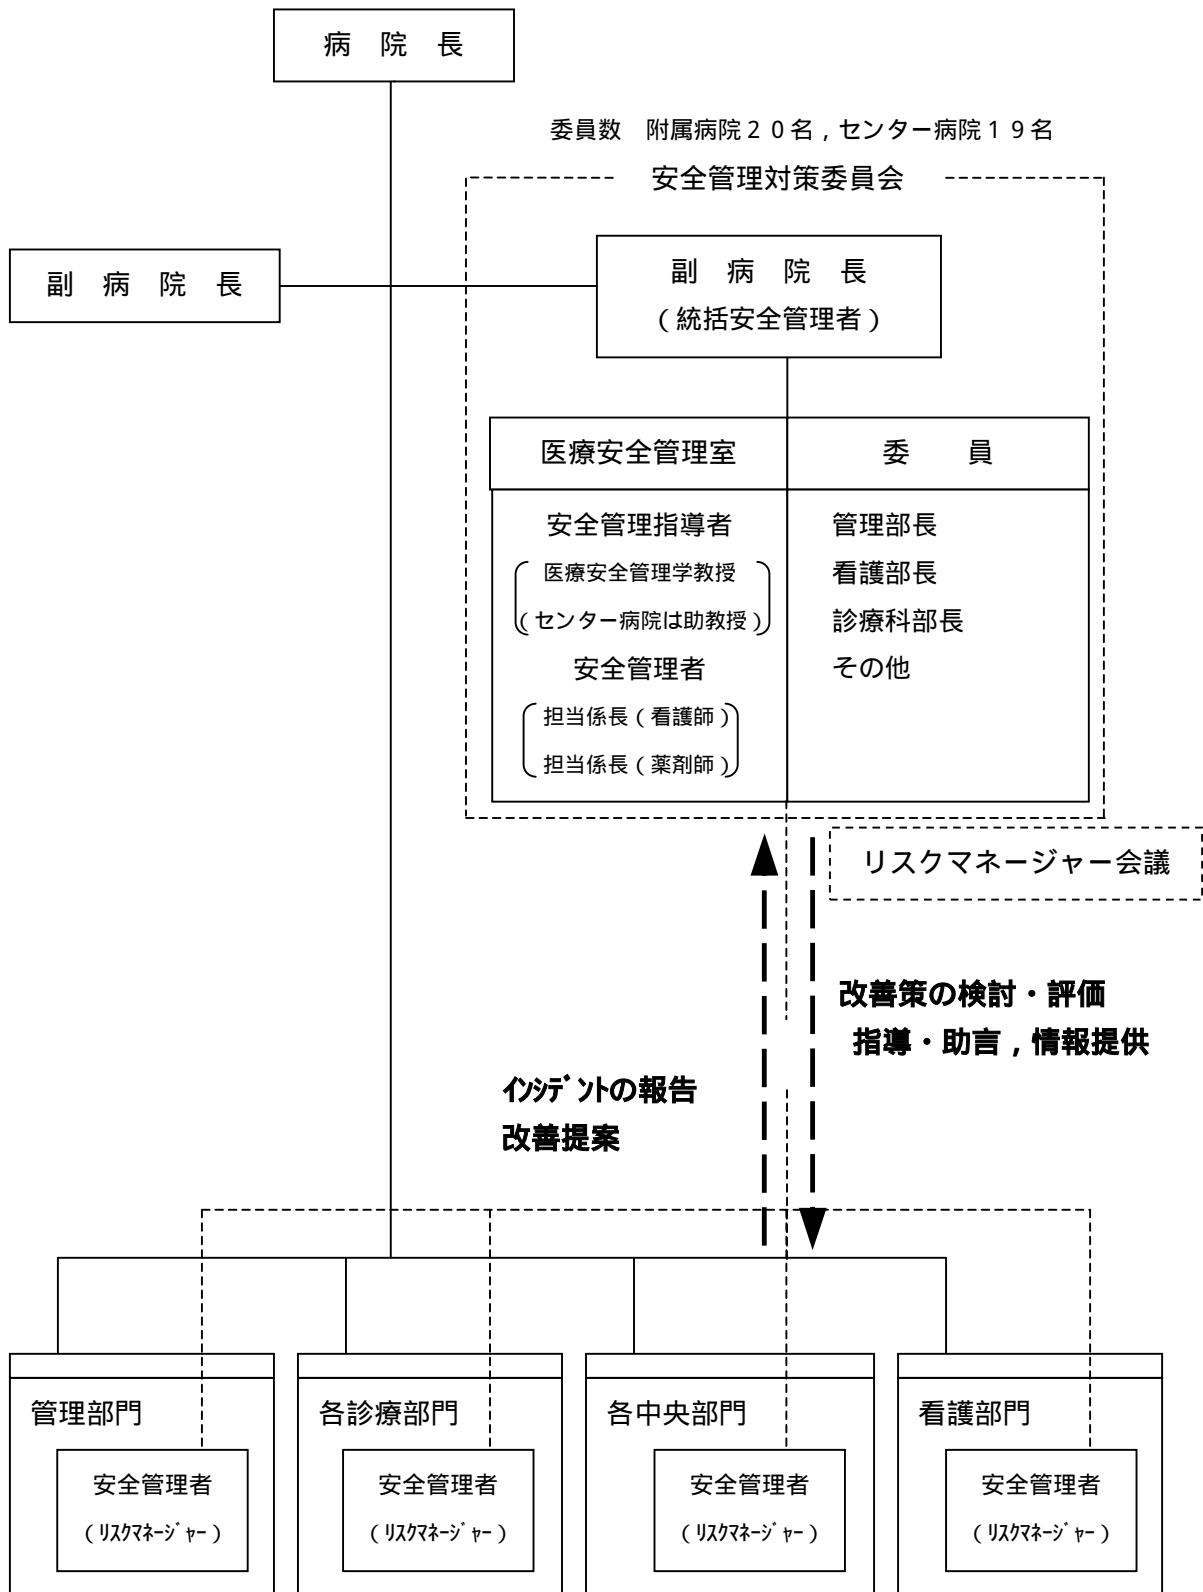 病 院 長
委員数 附属病院20名,センター病院19名
安全管理対策委員会
副 病 院 長
副 病 院 長
(統括安全管理者)
医療安全管理室
委 員
安全管理指導者
医療安全管理学教授
(センター病院は助教授)
安全管理者
担当係長(看護師)
担当係長(薬剤師)
管理部長
看護部長
診療科部長
その他
リスクマネージャー会議
改善策の検討・評価
指導・助言,情報提供
インシデントの報告
改善提案
管理部門
安全管理者
(リスクマネージャー)
各診療部門
安全管理者
(リスクマネージャー)
各中央部門
安全管理者
(リスクマネージャー)
看護部門
安全管理者
(リスクマネージャー)